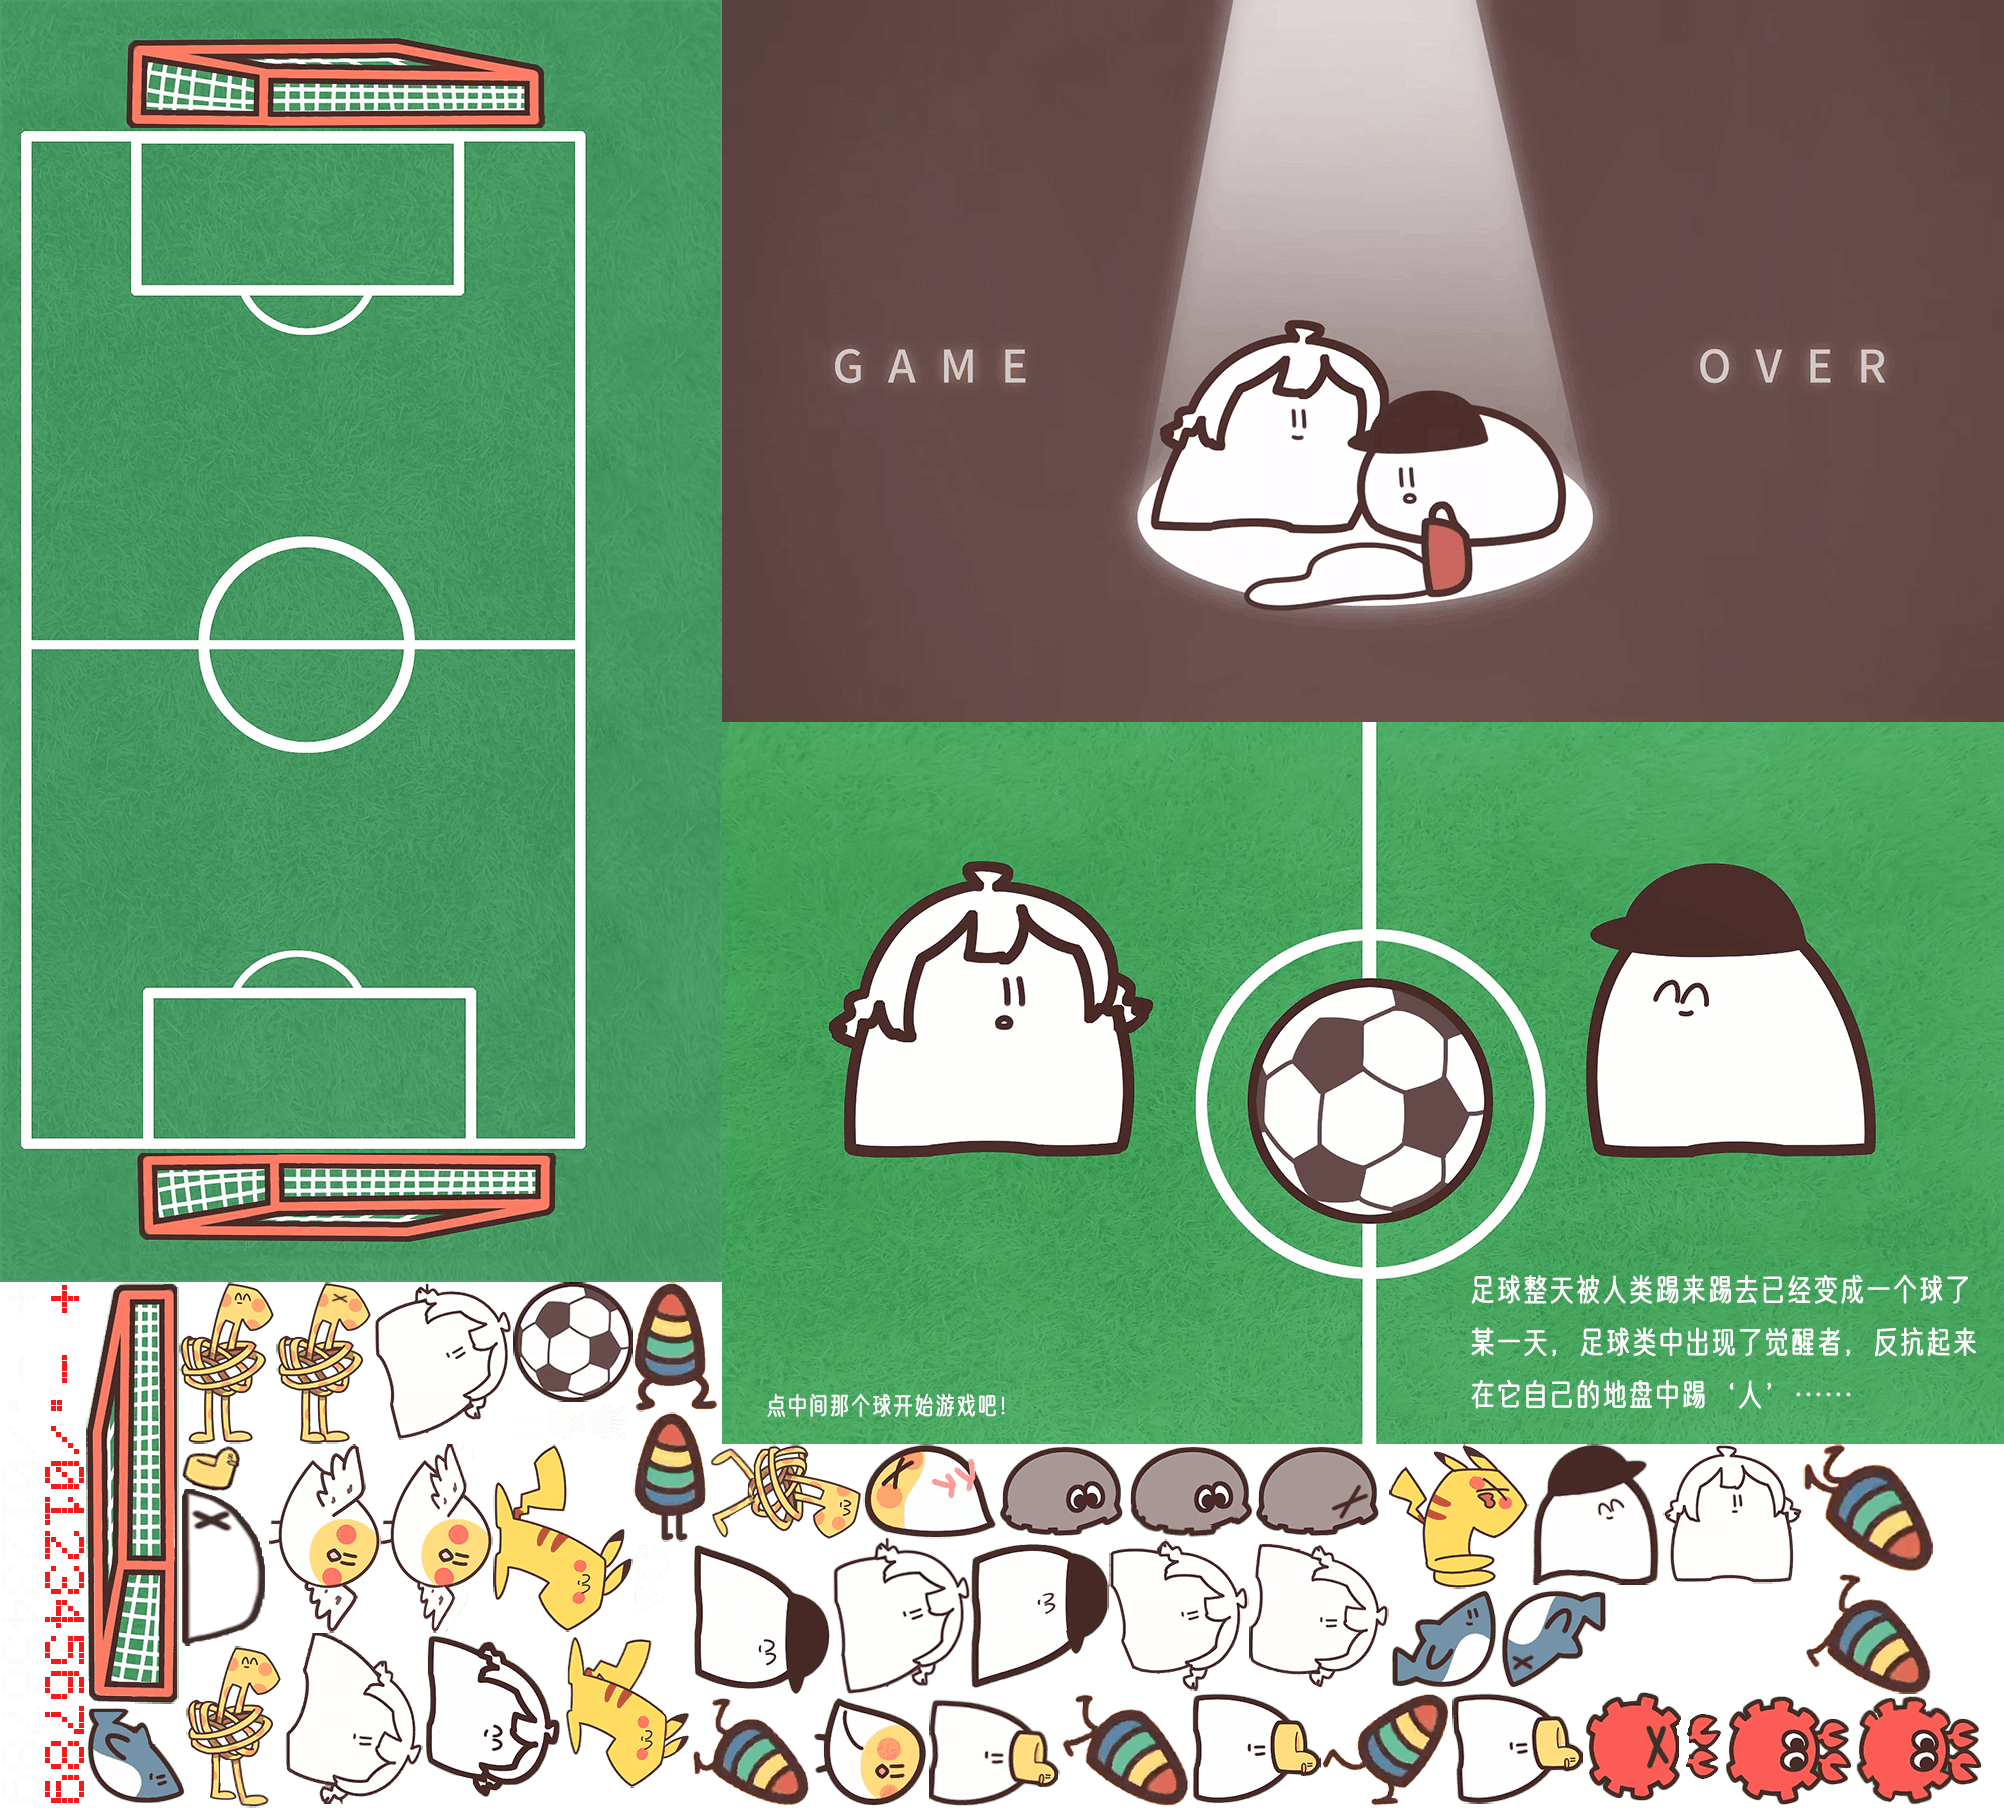 GAME OVER
足球整天被人类踢来踢去已经变成一个球了
某一天，足球类中出现了觉醒者，反抗起来
在它自己的地盘中踢‘人’……
点中间那个球开始游戏吧！
+-./0123456789